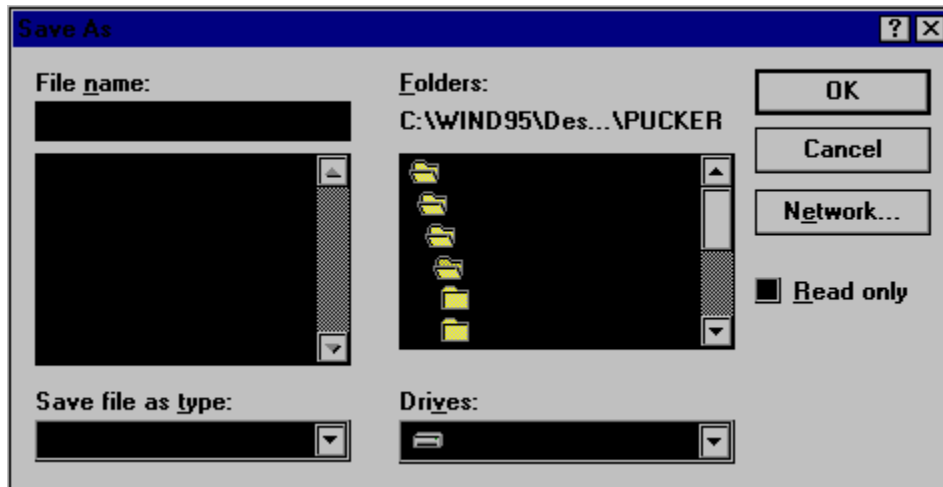 Save As
File name:
Folders:
C:\WIND95\Des...\PUCKER
OK
Cancel
Network...
Read only
Save file as type:
Drives: